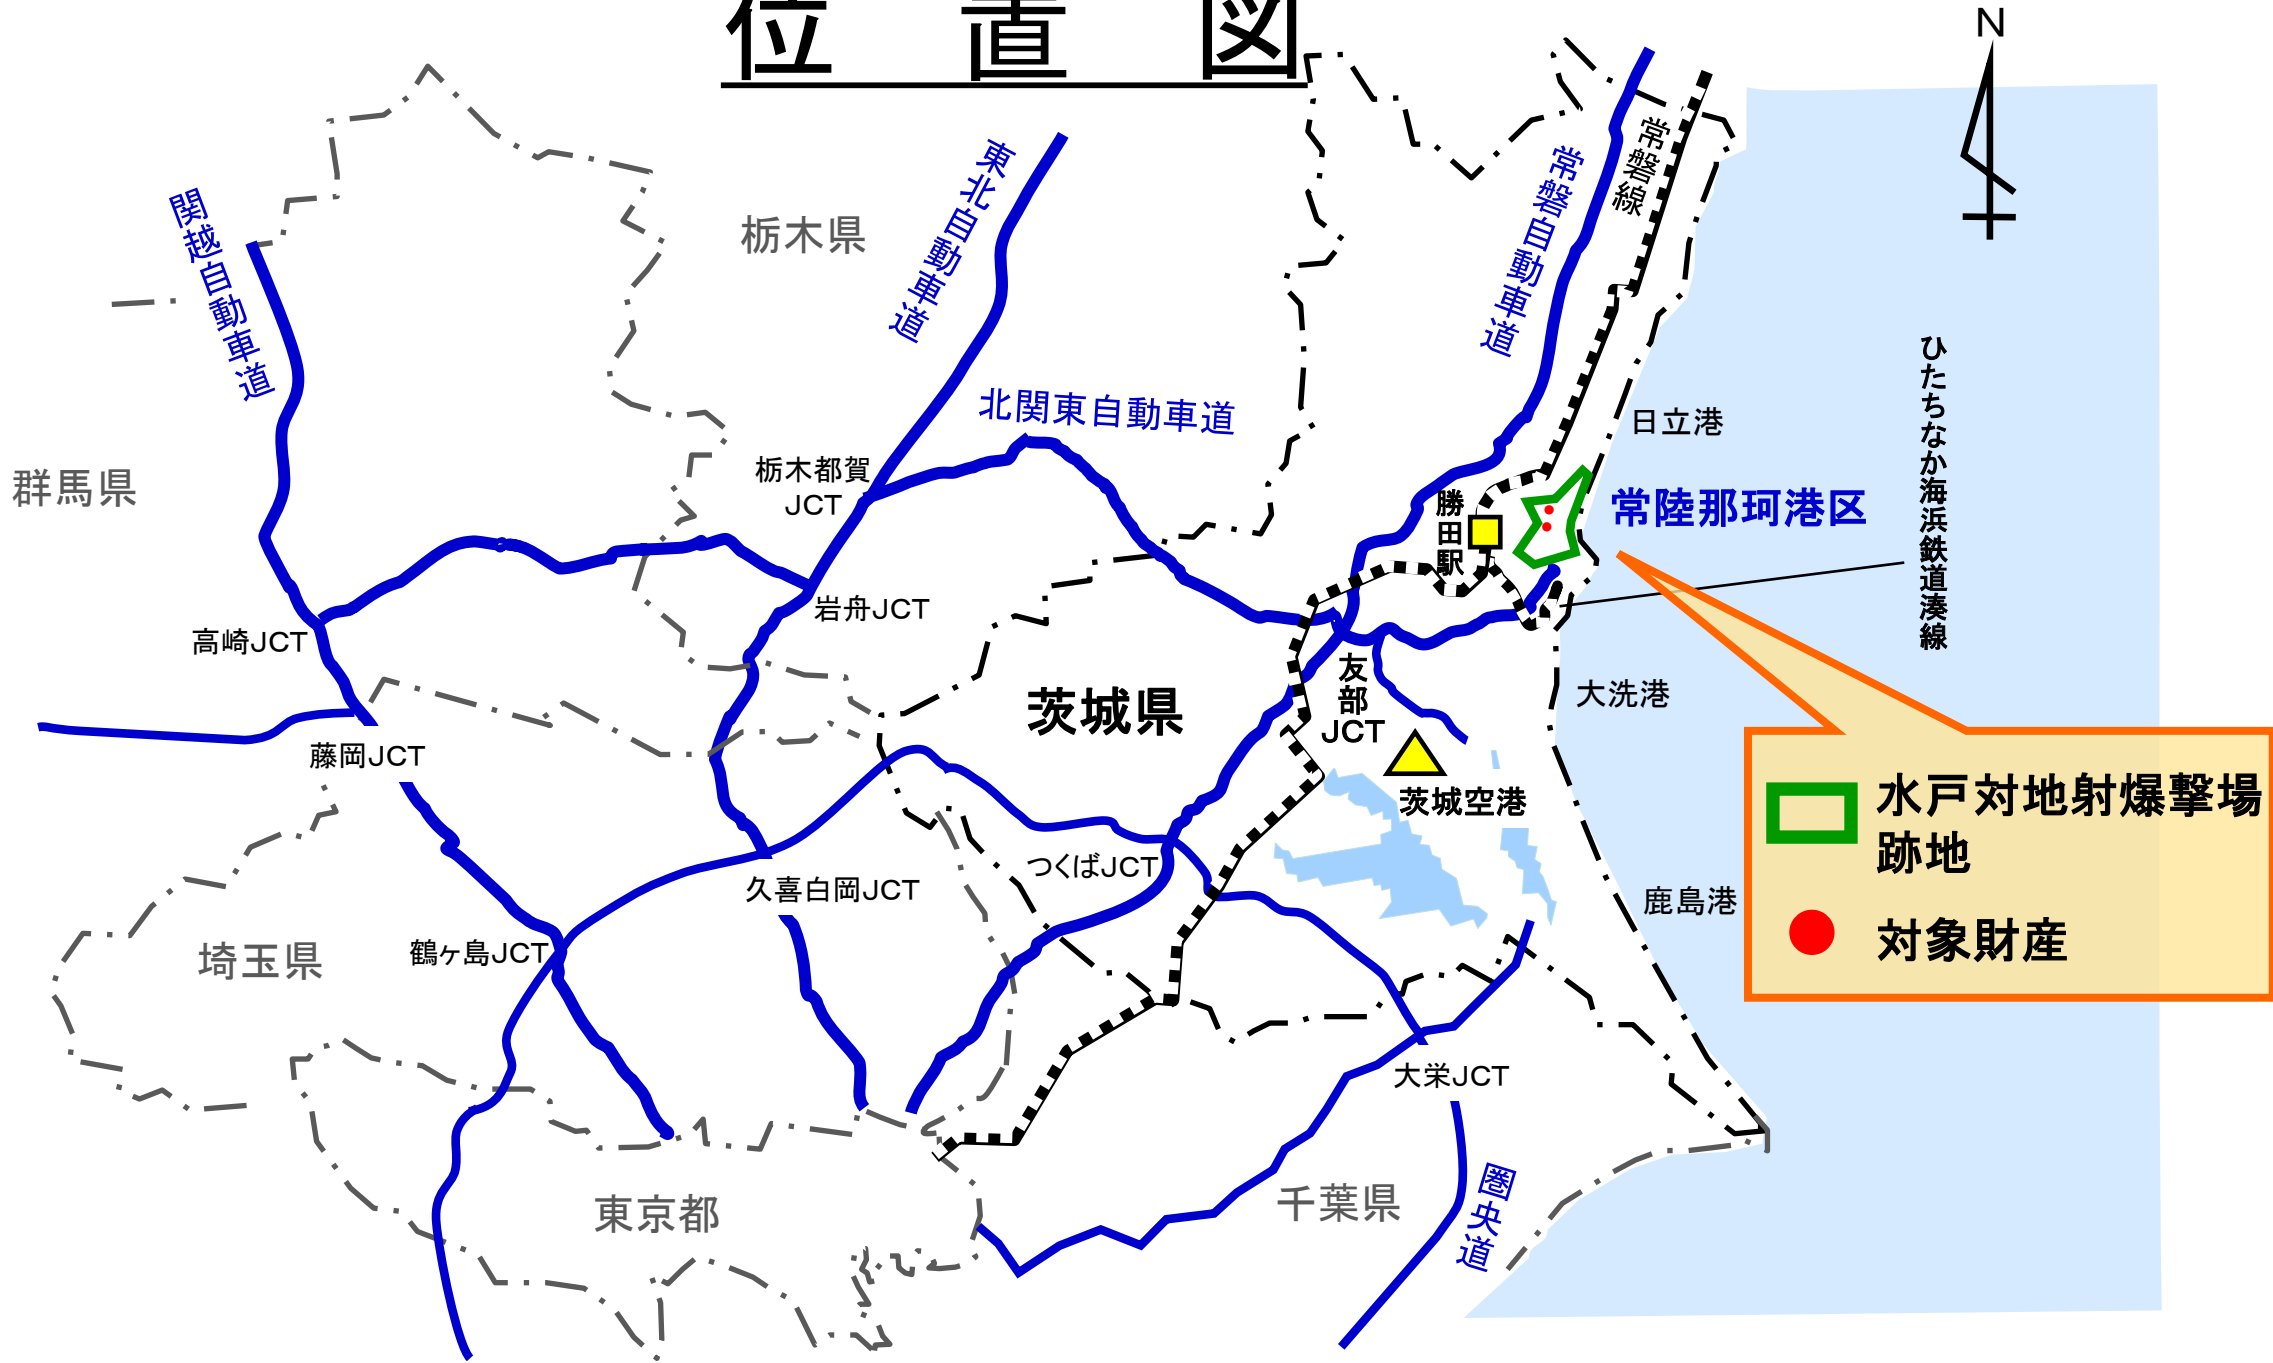 位置図
N
関越自動車道
東北自動車道
常磐自動車道
常磐線
栃木県
北関東自動車道
ひたちなか海浜鉄道湊線
日立港
群馬県
栃木都賀
JCT
勝田駅
常陸那珂港区
岩舟JCT
高崎JCT
友部
JCT
茨城県
大洗港
藤岡JCT
茨城空港
水戸対地射爆撃場
跡地
対象財産
つくばJCT
久喜白岡JCT
鹿島港
鶴ヶ島JCT
埼玉県
大栄JCT
東京都
千葉県
圏央道